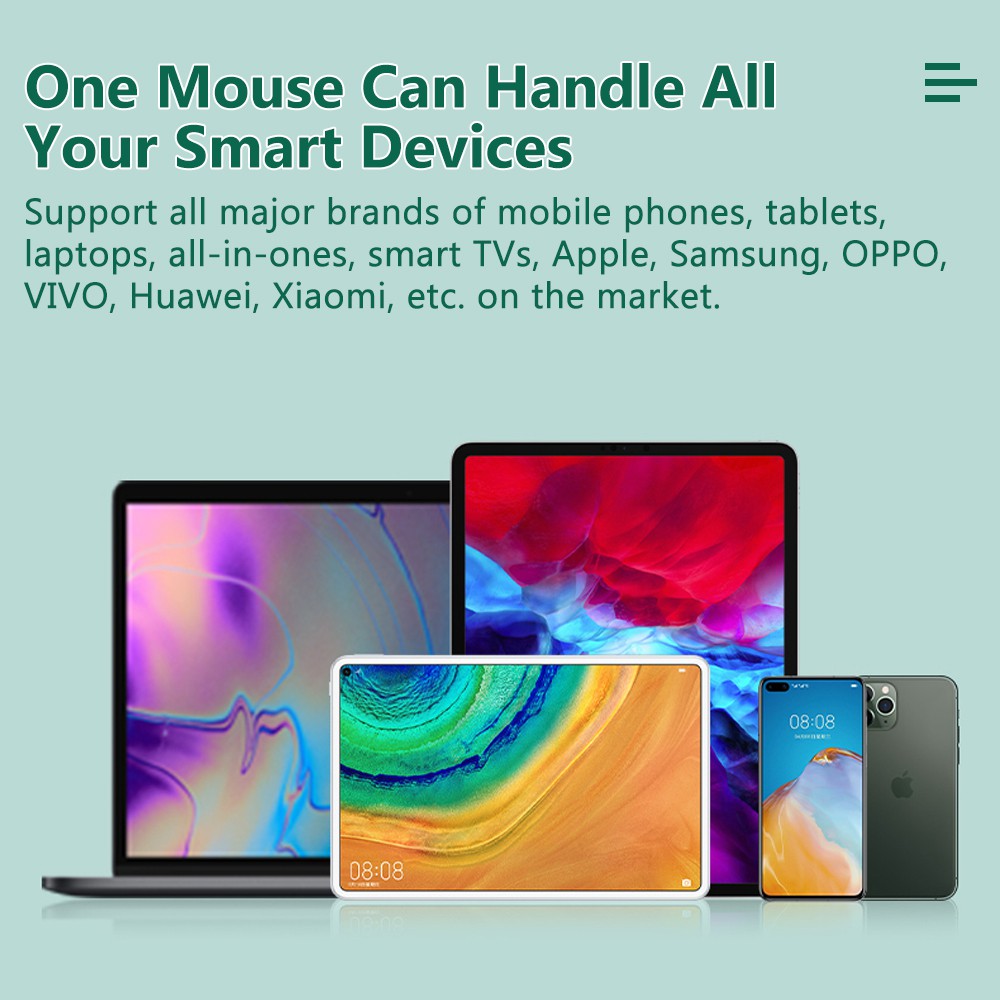 One Mouse Can Handle All
Your Smart Devices
Support all major brands of mobile phones, tablets,
laptops, all-in-ones, smart TVs, Apple, Samsung, OPPO,
VIVO, Huawei, Xiaomi, etc. on the market.
08:08
08:08